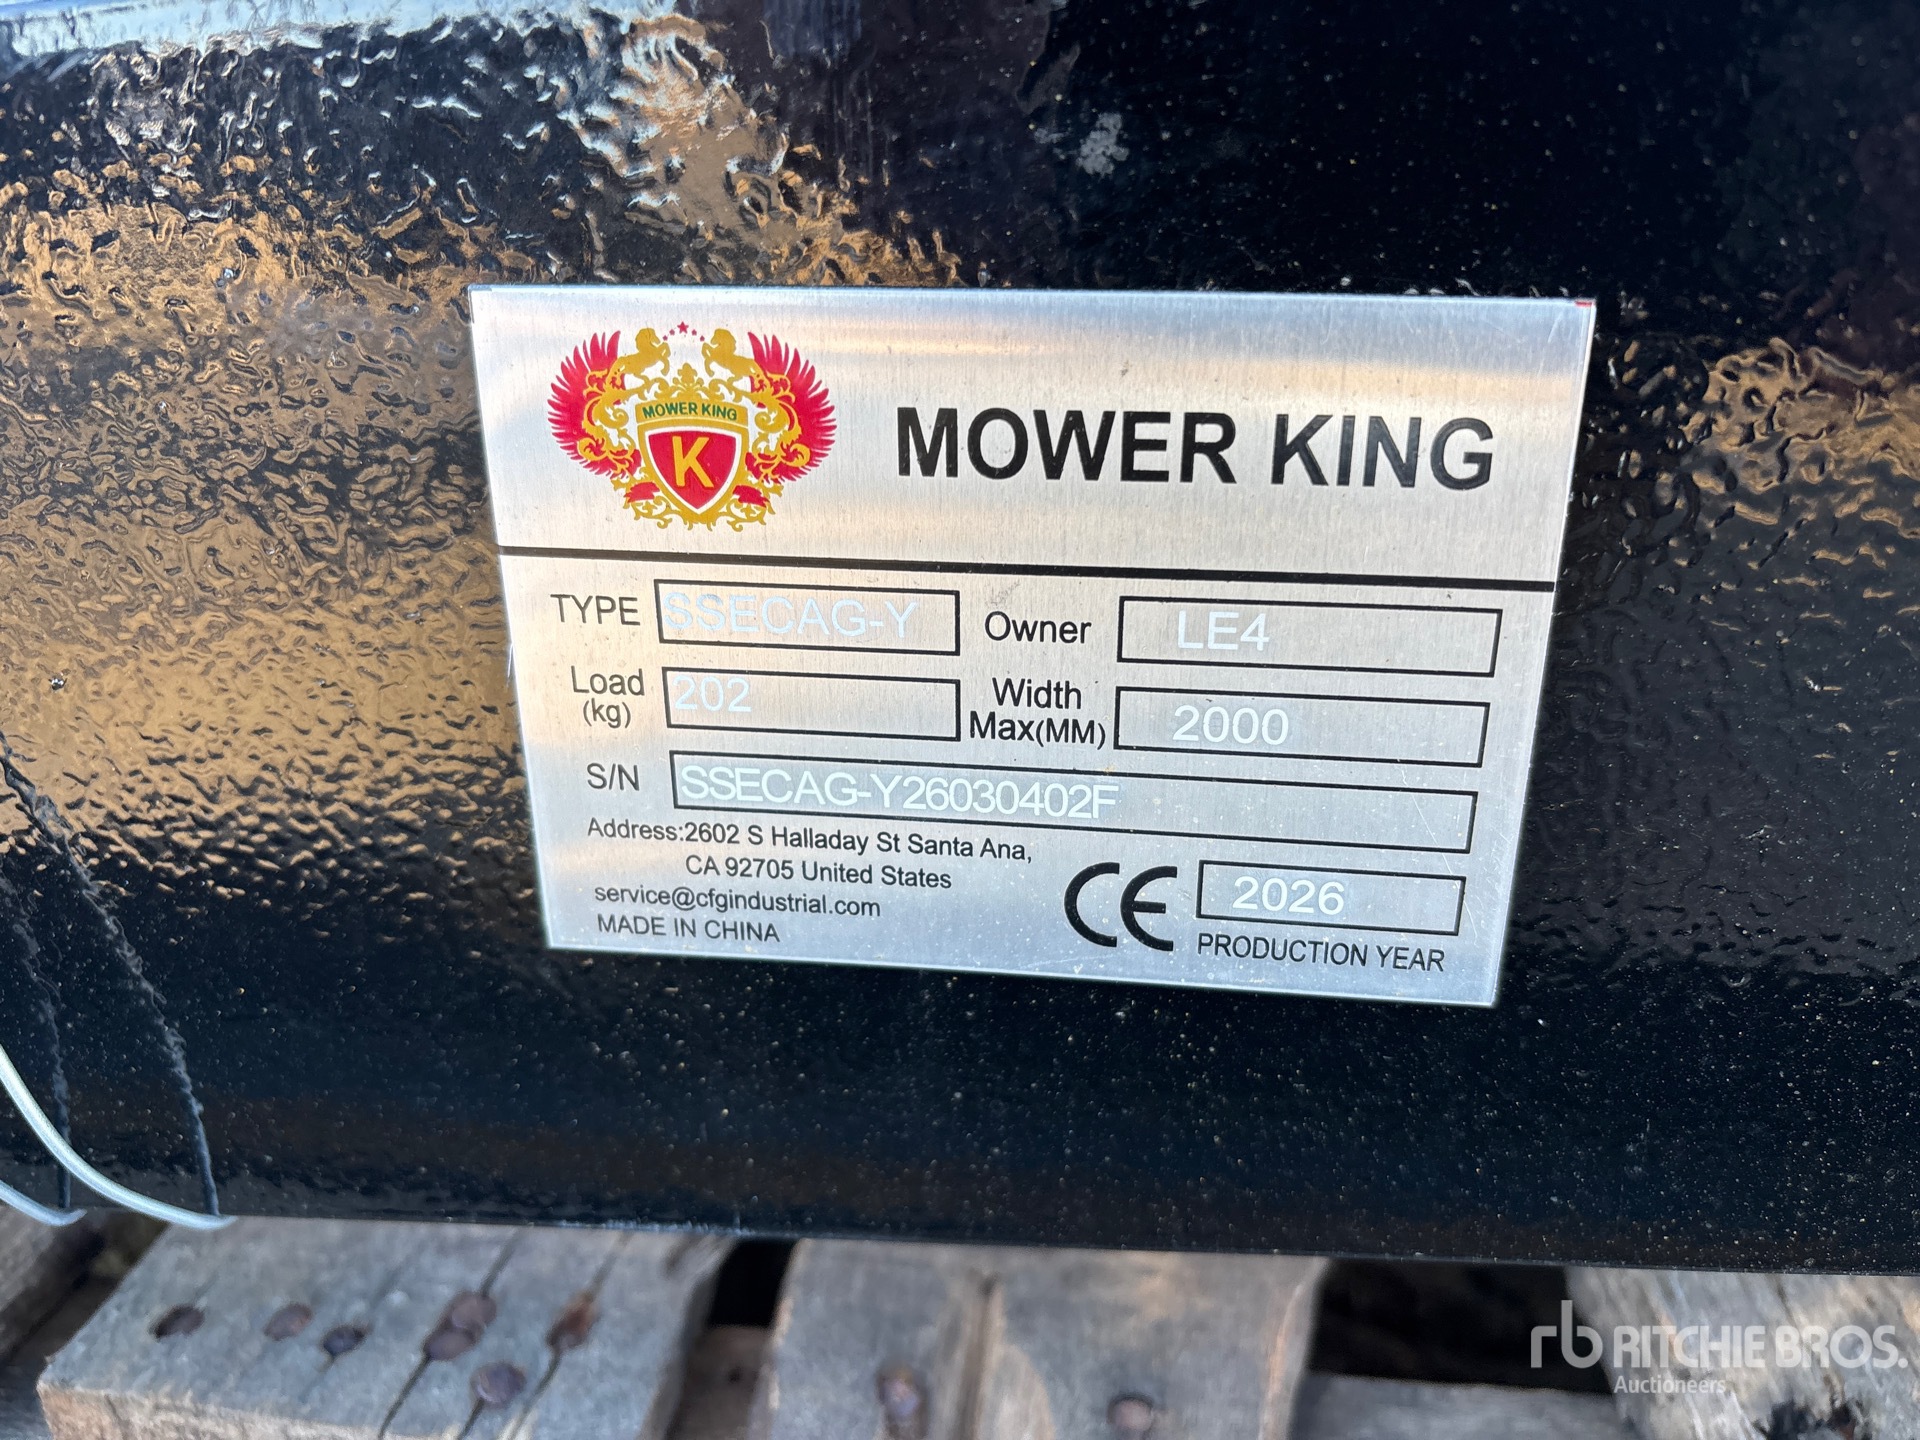 MOWER KING
K
MOWER KING
TYPE SSECAG-Y Owner LE4
Load (kg) 202 Width Max(MM) 2000
S/N SSECAG-Y26030402F
Address:2602 S Halladay St Santa Ana,
CA 92705 United States
service@cfgindustrial.com
MADE IN CHINA
CE 2026
PRODUCTION YEAR
rb RITCHIE BROS.
Auctioneers